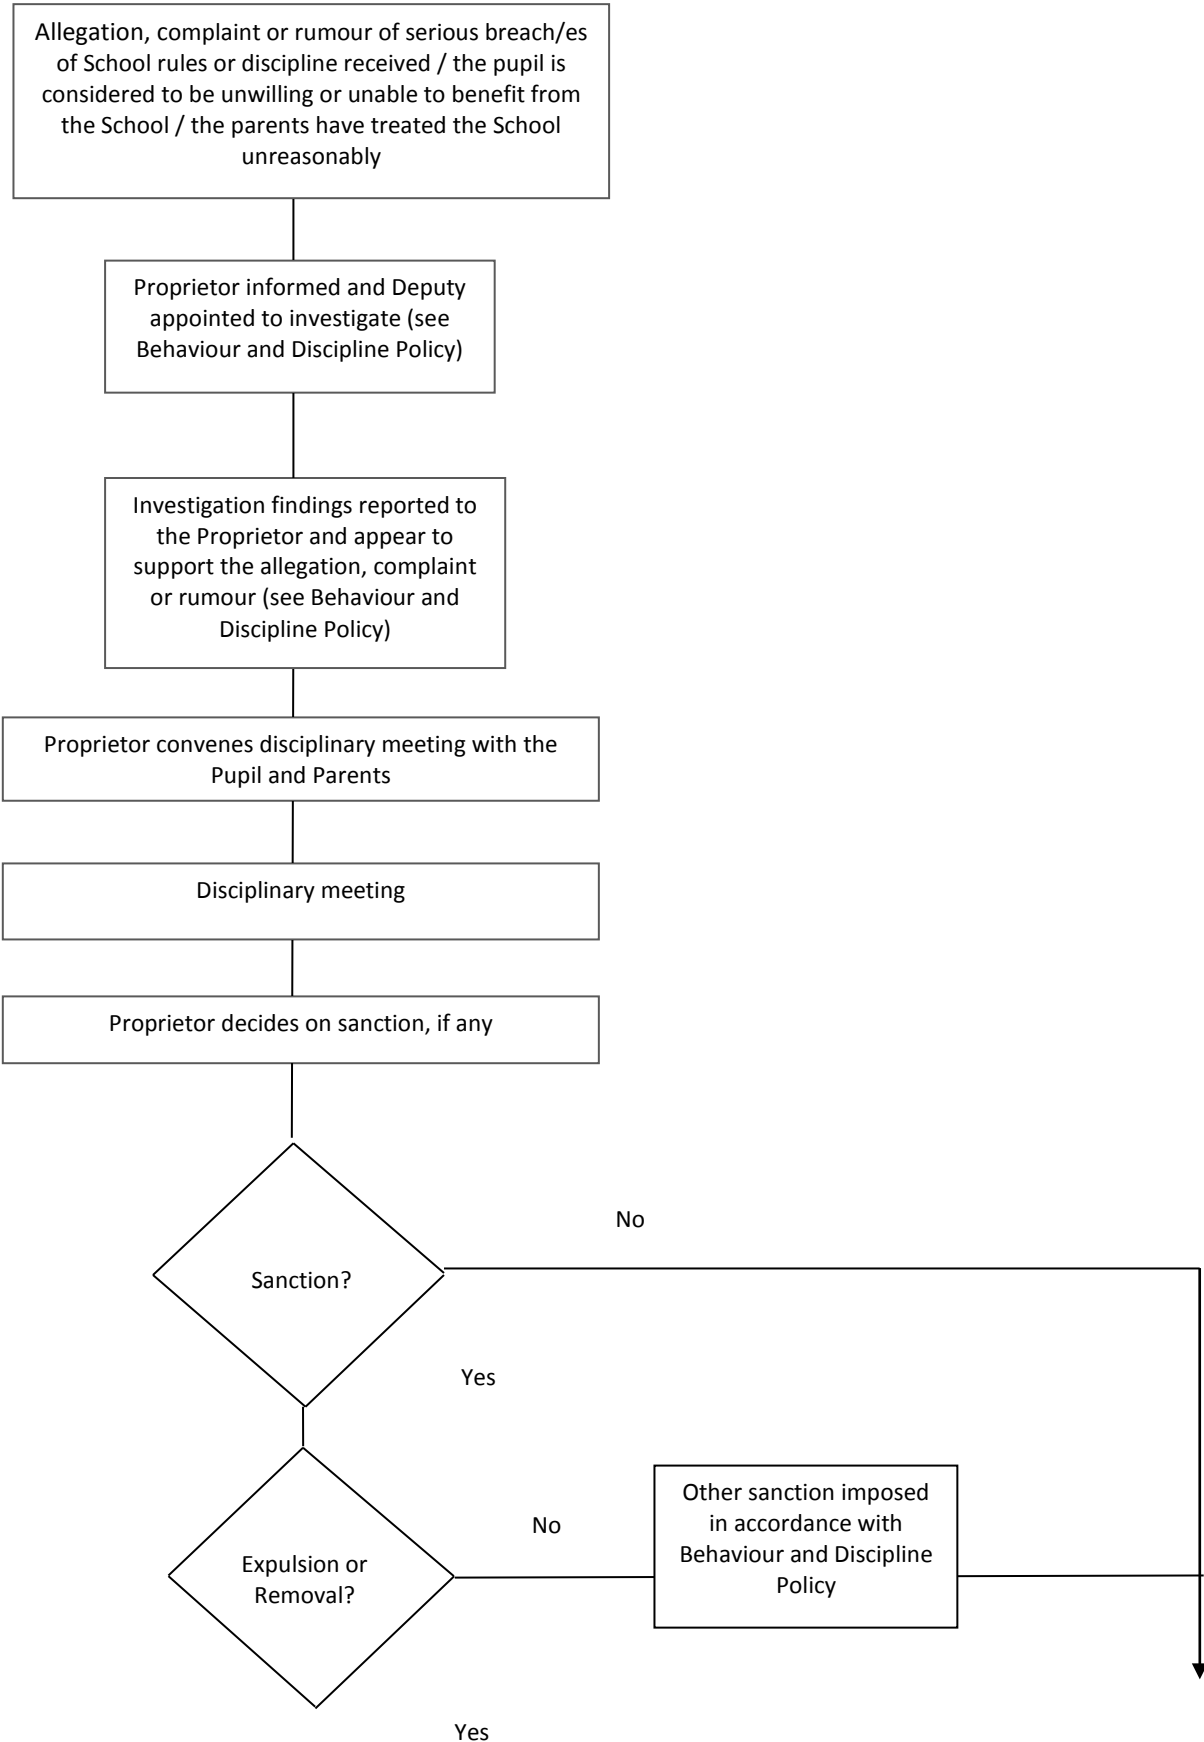 Allegation, complaint or rumour of serious breach/es
of School rules or discipline received / the pupil is
considered to be unwilling or unable to benefit from
the School / the parents have treated the School
unreasonably
Proprietor informed and Deputy
appointed to investigate (see
Behaviour and Discipline Policy)
Investigation findings reported to
the Proprietor and appear to
support the allegation, complaint
or rumour (see Behaviour and
Discipline Policy)
Proprietor convenes disciplinary meeting with the
Pupil and Parents
Disciplinary meeting
Proprietor decides on sanction, if any
No
Sanction?
Yes
Other sanction imposed
in accordance with
Behaviour and Discipline
Policy
No
Expulsion or
Removal?
Yes